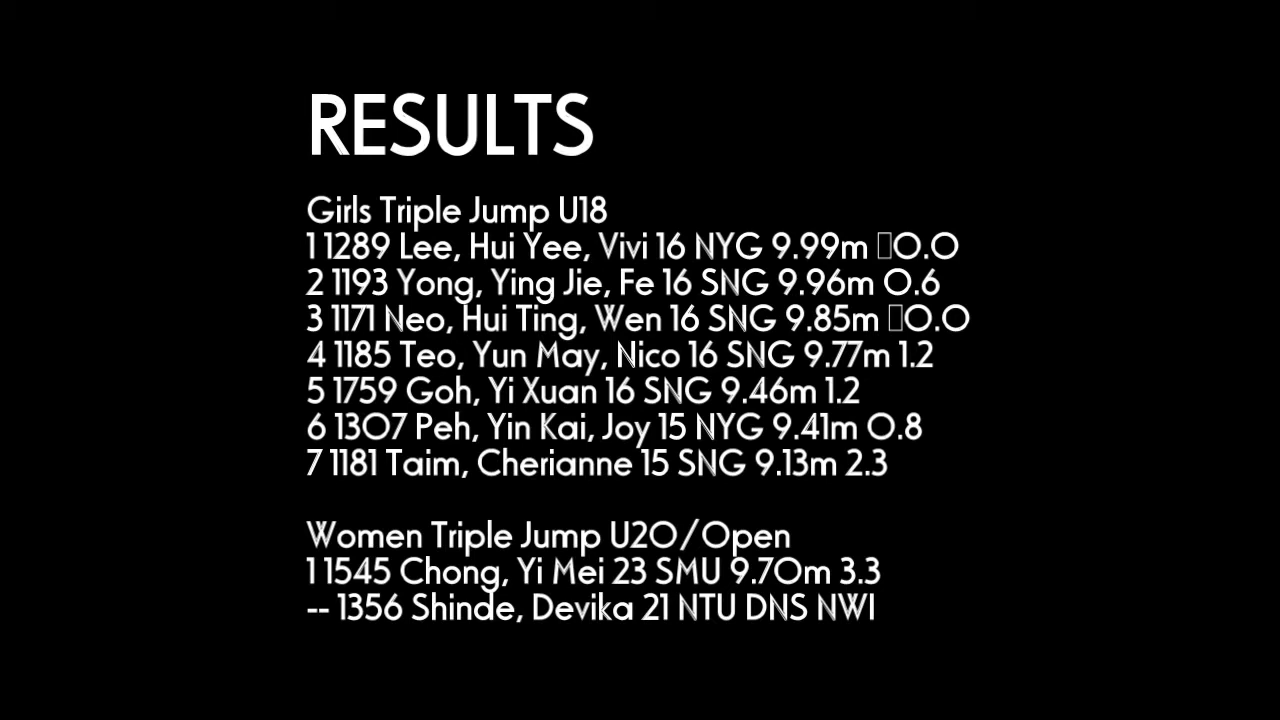 RESULTS
Girls Triple Jump U18
1 1289 Lee, Hui Yee, Vivi 16 NYG 9.99m 0.0
2 1193 Yong, Ying Jie, Fe 16 SNG 9.96m 0.6
3 1171 Neo, Hui Ting, Wen 16 SNG 9.85m 0.0
4 1185 Teo, Yun May, Nico 16 SNG 9.77m 1.2
5 1759 Goh, Yi Xuan 16 SNG 9.46m 1.2
6 1307 Peh, Yin Kai, Joy 15 NYG 9.41m 0.8
7 1181 Taim, Cherianne 15 SNG 9.13m 2.3
Women Triple Jump U20/Open
1 1545 Chong, Yi Mei 23 SMU 9.70m 3.3
-- 1356 Shinde, Devika 21 NTU DNS NWI